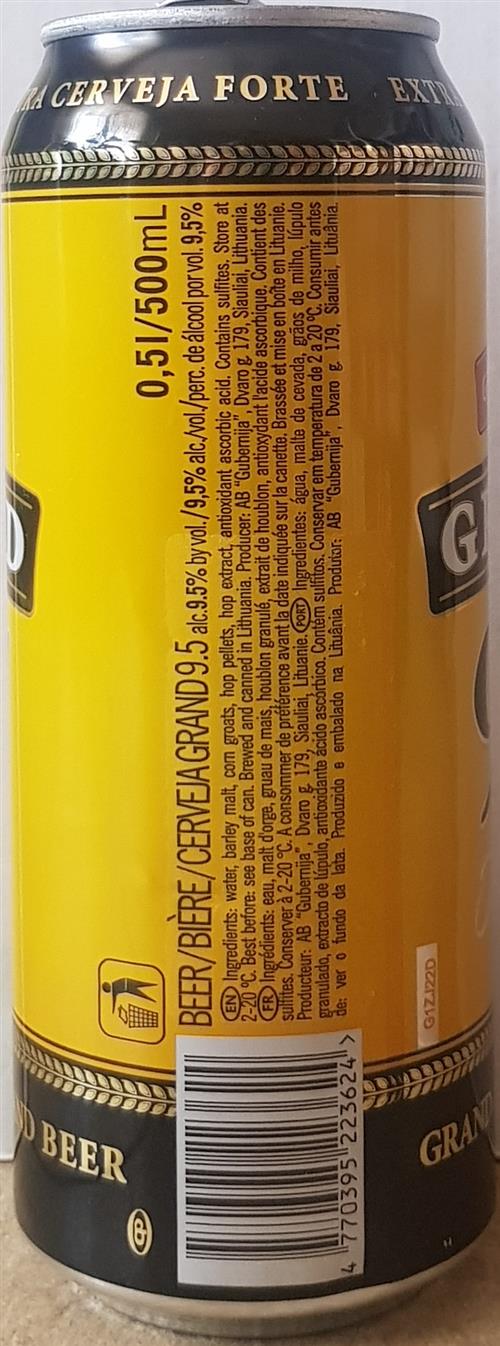 RA CERVEJA FORTE EXTRA
0,5l/500mL
BEER/BIÈRE/CERVEJA GRAND 9.5 alc.9.5% by vol./9,5% alc./vol./perc. de álcool por vol. 9,5%
EN Ingredients: water, barley malt, corn groats, hop pellets, hop extract, antioxidant ascorbic acid. Contains sulfites. Store at
2-20 °C. Best before: see base of can. Brewed and canned in Lithuania. Producer: AB "Gubernija", Dvaro g. 179, Siauliai, Lithuania.
FR Ingrédients: eau, malt d'orge, gruau de mais, houblon granulé, extrait de houblon, antioxydant l'acide ascorbique. Contient des
sulfites. Conserver à 2-20 °C. A consommer de préférence avant la date indiquée sur la canette. Brassée et mise en boîte en Lituanie.
Producteur: AB "Gubernija", Dvaro g. 179, Siauliai, Lituanie. PORT Ingredientes: água, malte de cevada, grãos de milho, lúpulo
granulado, extracto de lúpulo, antioxidante ácido ascórbico. Contém sulfitos. Conservar em temperatura de 2 a 20 °C. Consumir antes
de: ver o fundo da lata. Produzido e embalado na Lituânia. Produtor: AB "Gubernija", Dvaro g. 179, Siauliai, Lituânia.
G1ZJ22D
4 770395 223624 >
ND BEER
GRAND